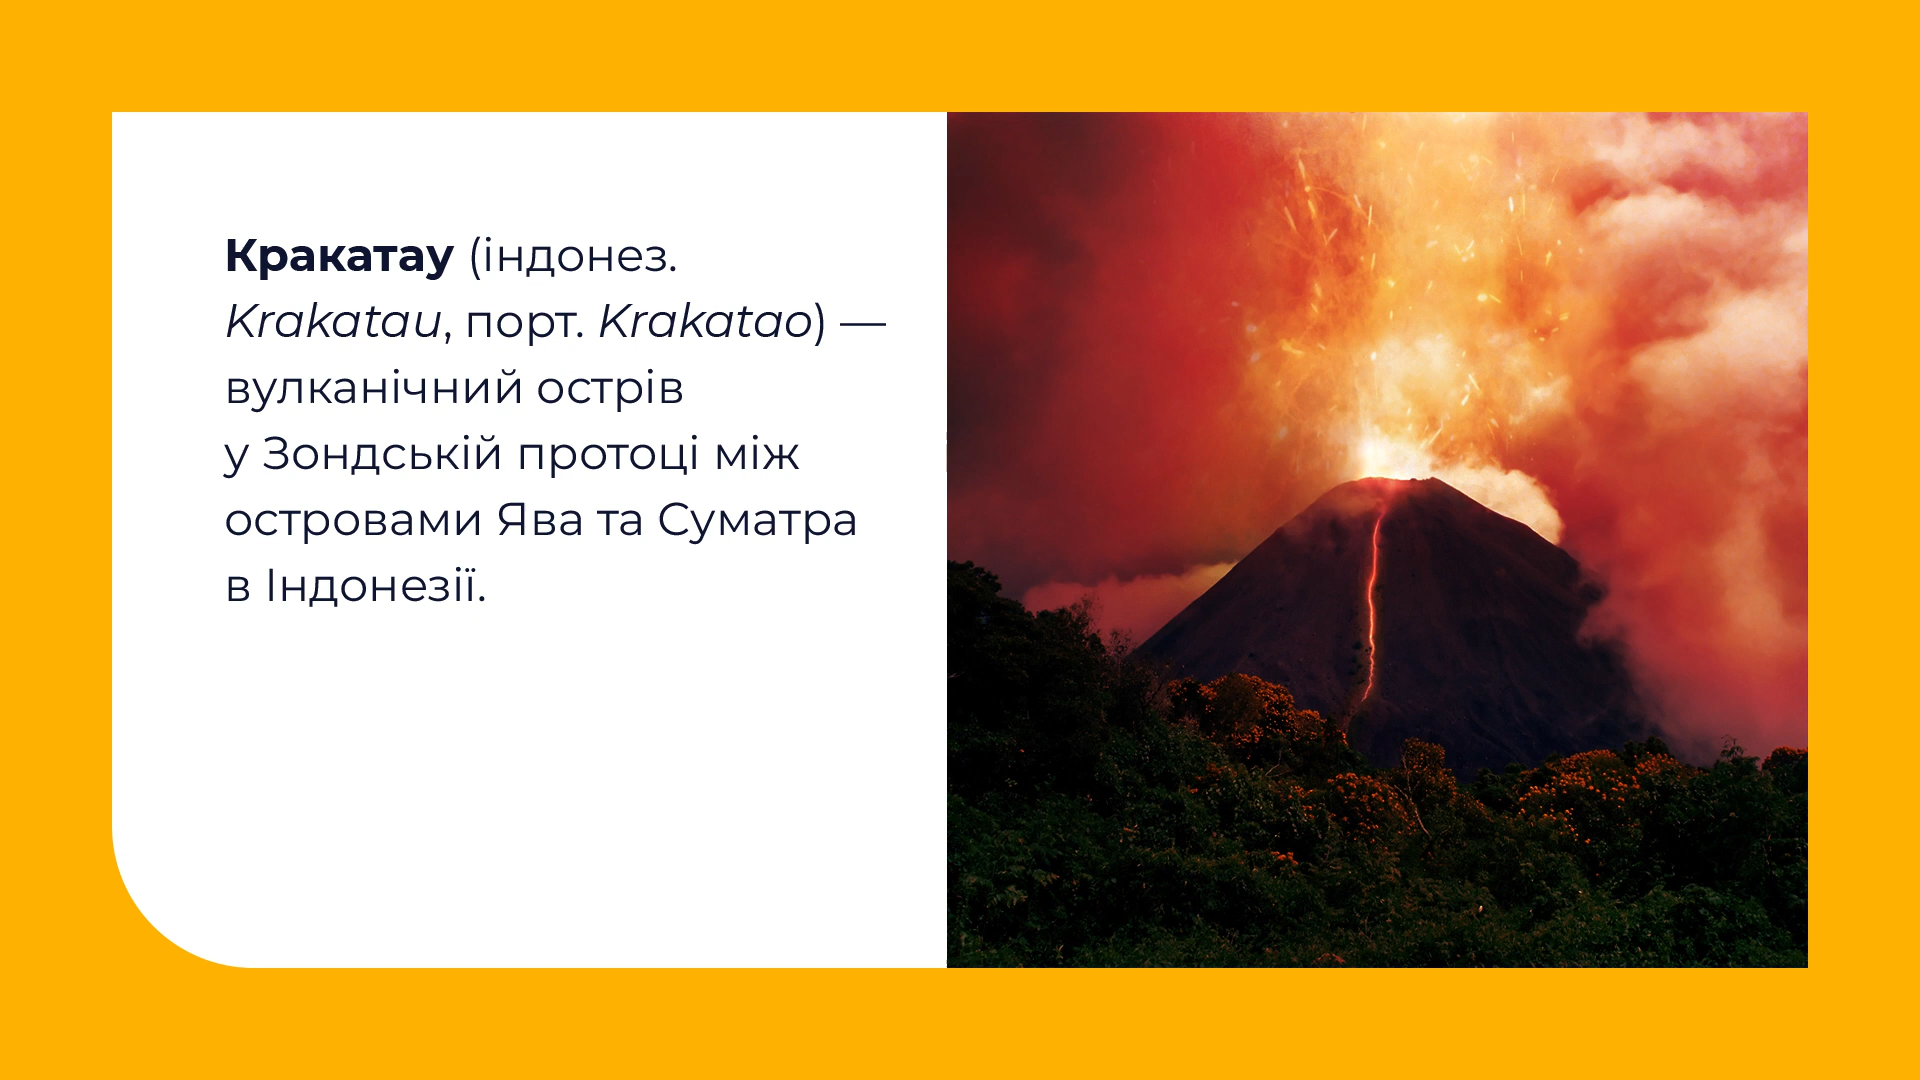 Кракатау (індонез.
Krakatau, порт. Krakatao) —
вулканічний острів
у Зондській протоці між
островами Ява та Суматра
в Індонезії.